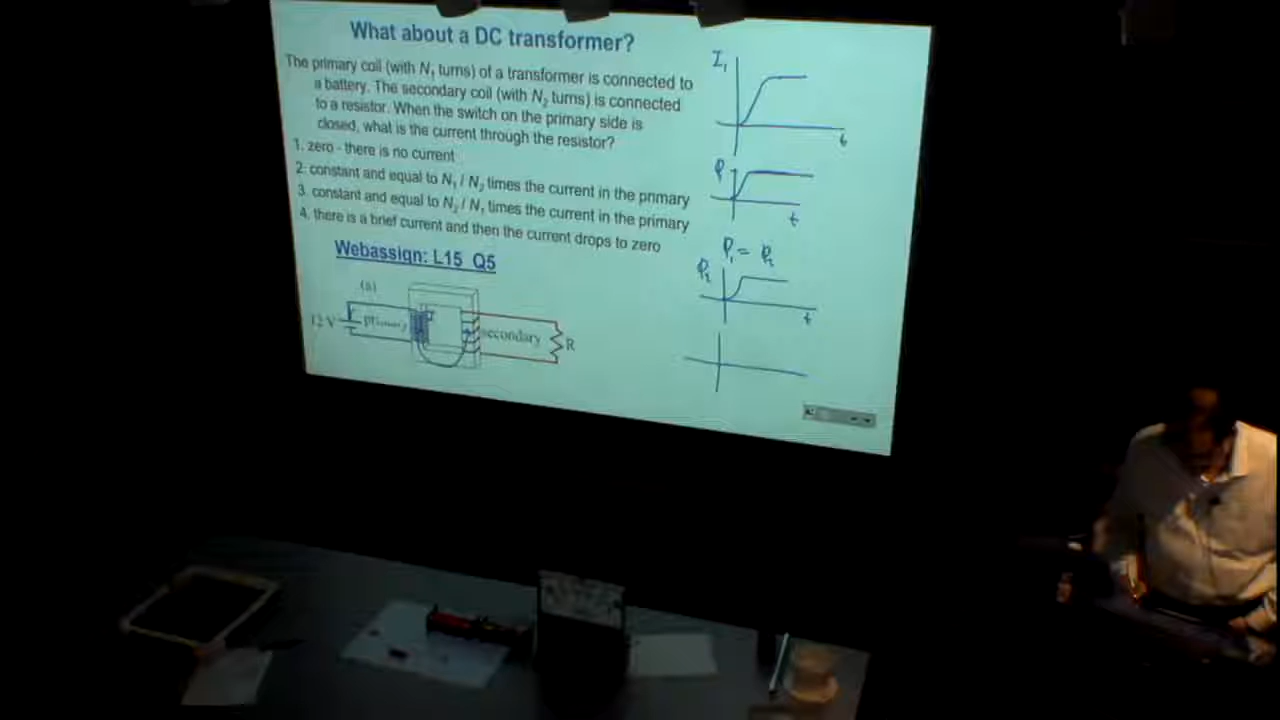 What about a DC transformer?
The primary coil (with N₁ turns) of a transformer is connected to
a battery. The secondary coil (with N₂ turns) is connected
to a resistor. When the switch on the primary side is
closed, what is the current through the resistor?
1. zero - there is no current
2. constant and equal to N₁ / N₂ times the current in the primary
3. constant and equal to N₂ / N₁ times the current in the primary
4. there is a brief current and then the current drops to zero
Webassign: L15 Q5
(a)
12 V
primary
secondary
R
I₁
t
t
t